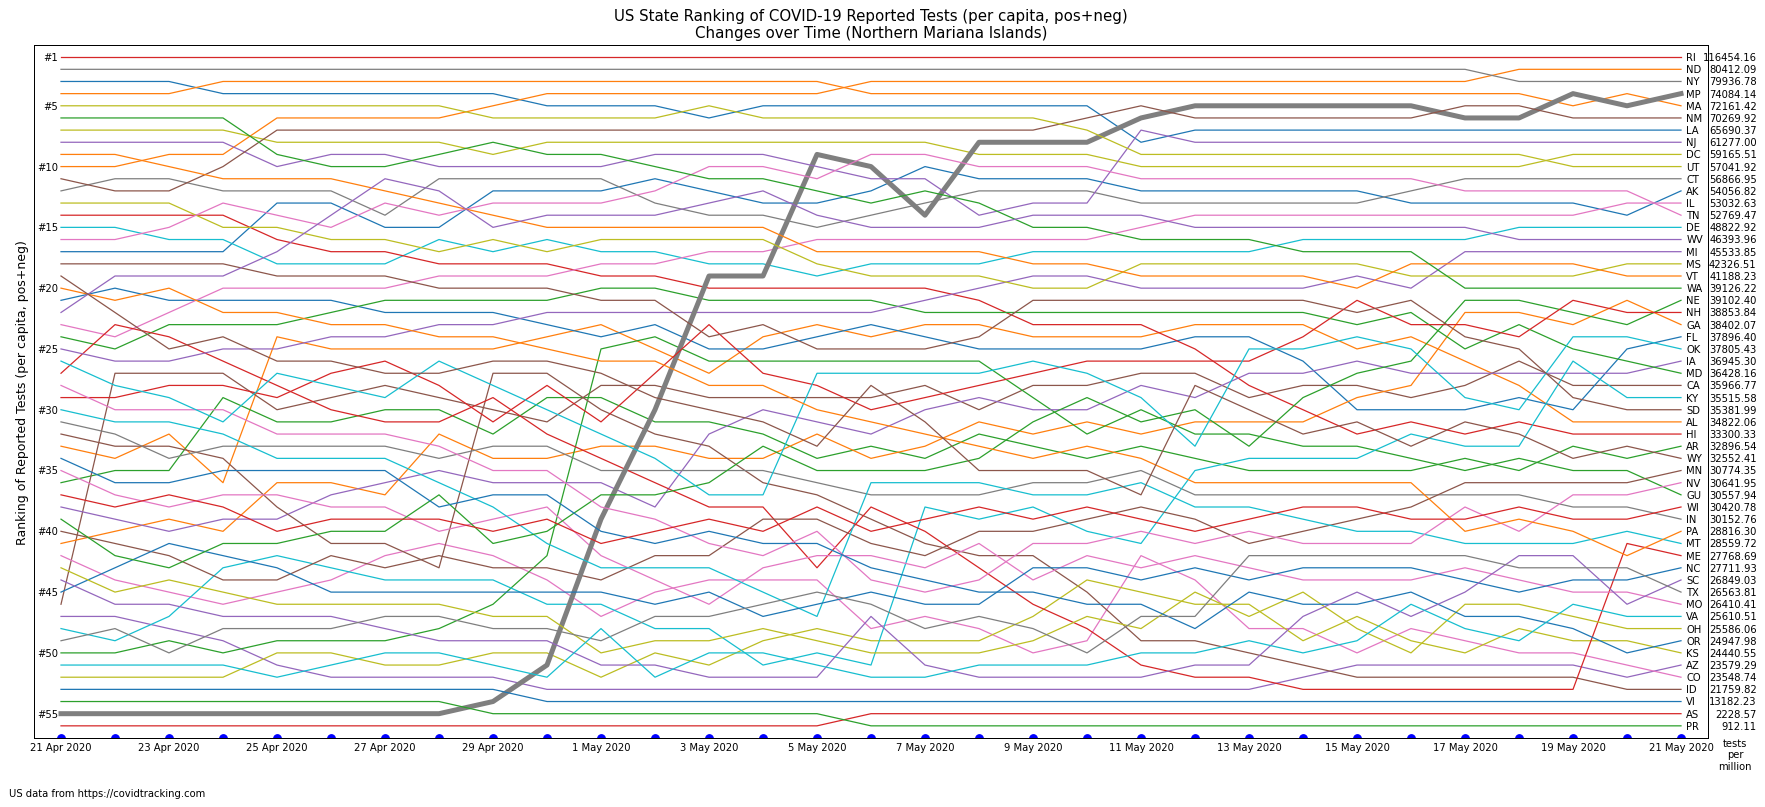 US State Ranking of COVID-19 Reported Tests (per capita, pos+neg)
Changes over Time (Northern Mariana Islands)
Ranking of Reported Tests (per capita, pos+neg)
#1
#5
#10
#15
#20
#25
#30
#35
#40
#45
#50
#55
RI 116454.16
ND 80412.09
NY 79936.78
MP 74084.14
MA 72161.42
NM 70269.92
LA 65690.37
NJ 61277.00
DC 59165.51
UT 57041.92
CT 56866.95
AK 54056.82
IL 53032.63
TN 52769.47
DE 48822.92
WV 46393.96
MI 45533.85
MS 42326.51
VT 41188.23
WA 39126.22
NE 39102.40
NH 38853.84
GA 38402.07
FL 37896.40
OK 37805.43
IA 36945.30
MD 36428.16
CA 35966.77
KY 35515.58
SD 35381.99
AL 34822.06
HI 33300.33
AR 32896.54
WY 32552.41
MN 30774.35
NV 30641.95
GU 30557.94
WI 30420.78
IN 30152.76
PA 28816.30
MT 28559.72
ME 27768.69
NC 27711.93
SC 26849.03
TX 26563.81
MO 26410.41
VA 25610.51
OH 25586.06
OR 24947.98
KS 24440.55
AZ 23579.29
CO 23548.74
ID 21759.82
VI 13182.23
AS 2228.57
PR 912.11
21 Apr 2020 23 Apr 2020 25 Apr 2020 27 Apr 2020 29 Apr 2020 1 May 2020 3 May 2020 5 May 2020 7 May 2020 9 May 2020 11 May 2020 13 May 2020 15 May 2020 17 May 2020 19 May 2020 21 May 2020
tests
per
million
US data from https://covidtracking.com